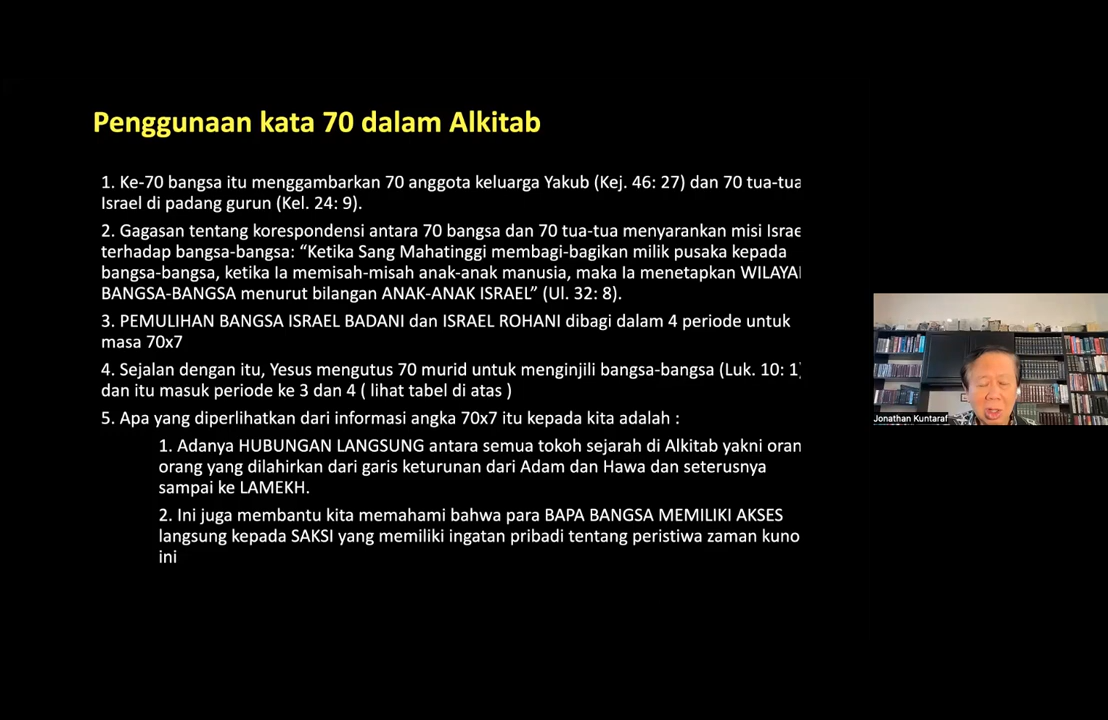 Penggunaan kata 70 dalam Alkitab
1. Ke-70 bangsa itu menggambarkan 70 anggota keluarga Yakub (Kej. 46: 27) dan 70 tua-tua
Israel di padang gurun (Kel. 24: 9).
2. Gagasan tentang korespondensi antara 70 bangsa dan 70 tua-tua menyarankan misi Israe
terhadap bangsa-bangsa: “Ketika Sang Mahatinggi membagi-bagikan milik pusaka kepada
bangsa-bangsa, ketika Ia memisah-misah anak-anak manusia, maka Ia menetapkan WILAYA
BANGSA-BANGSA menurut bilangan ANAK-ANAK ISRAEL” (Ul. 32: 8).
3. PEMULIHAN BANGSA ISRAEL BADANI dan ISRAEL ROHANI dibagi dalam 4 periode untuk
masa 70x7
4. Sejalan dengan itu, Yesus mengutus 70 murid untuk menginjili bangsa-bangsa (Luk. 10: 1)
dan itu masuk periode ke 3 dan 4 ( lihat tabel di atas )
5. Apa yang diperlihatkan dari informasi angka 70x7 itu kepada kita adalah :
1. Adanya HUBUNGAN LANGSUNG antara semua tokoh sejarah di Alkitab yakni oran
orang yang dilahirkan dari garis keturunan dari Adam dan Hawa dan seterusnya
sampai ke LAMEKH.
2. Ini juga membantu kita memahami bahwa para BAPA BANGSA MEMILIKI AKSES
langsung kepada SAKSI yang memiliki ingatan pribadi tentang peristiwa zaman kuno
ini
Jonathan Kuntaraf